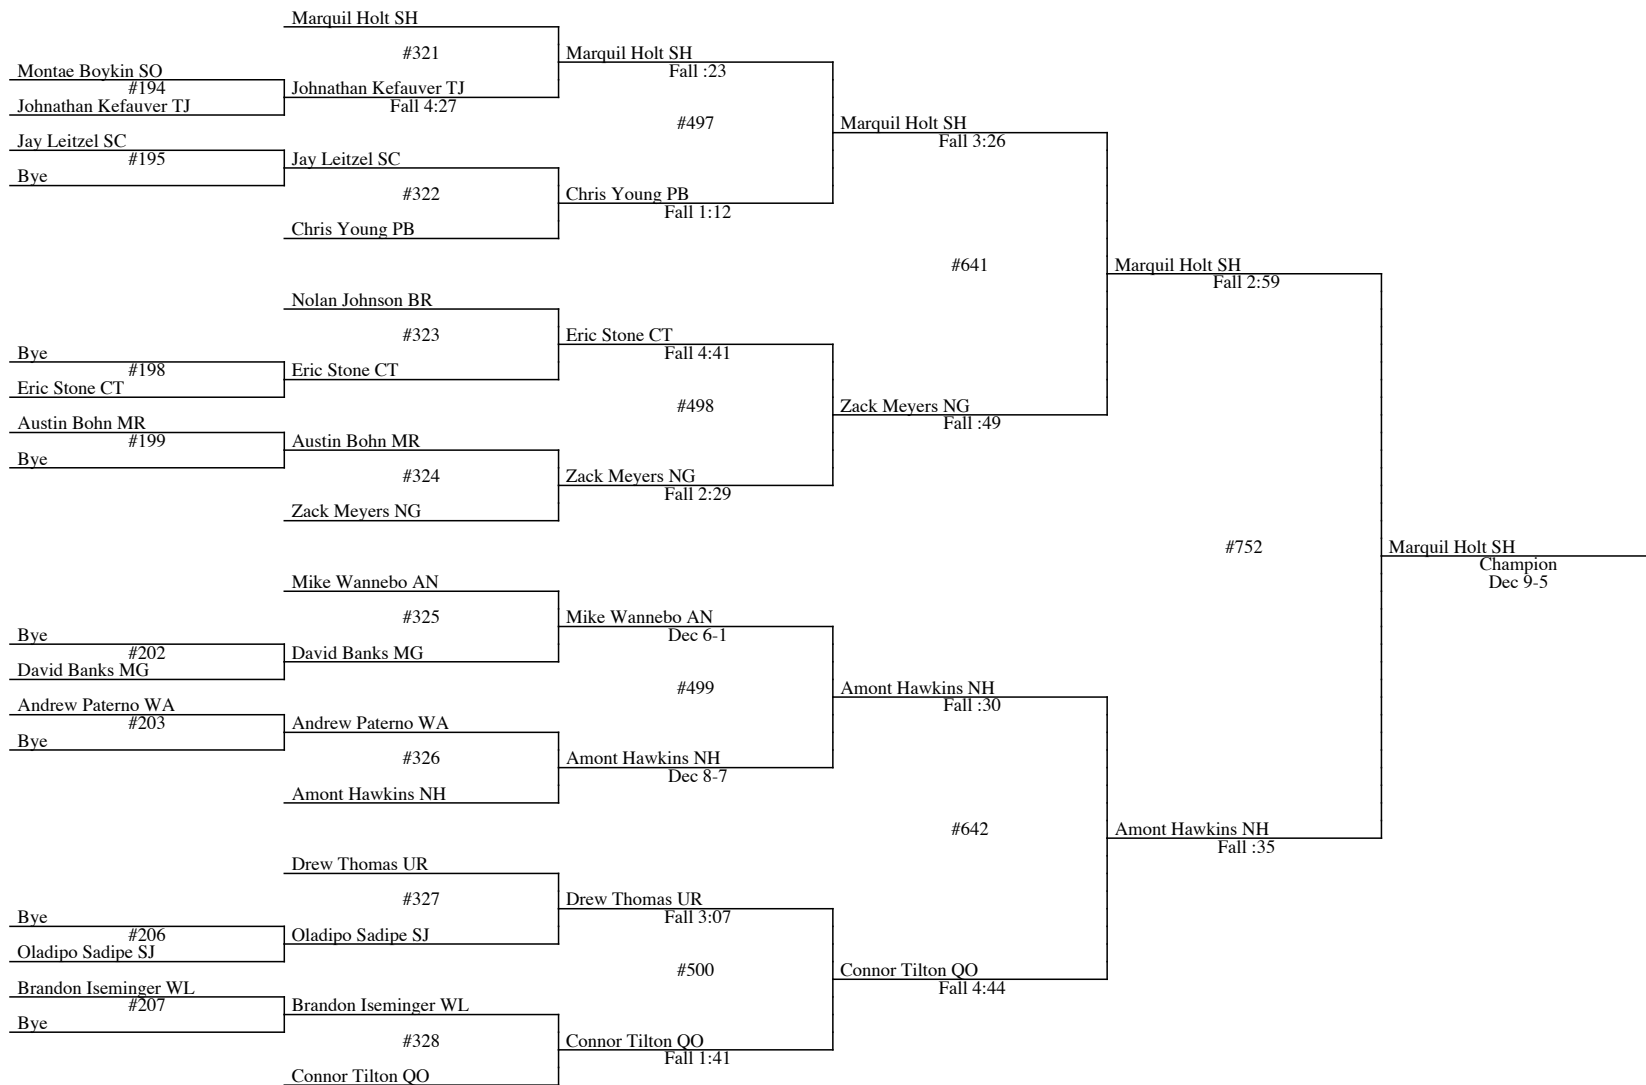 Marquil Holt SH
#321
Marquil Holt SH
Fall :23
Montae Boykin SO
#194
Johnathan Kefauver TJ
Johnathan Kefauver TJ
Fall 4:27
#497
Marquil Holt SH
Fall 3:26
Jay Leitzel SC
#195
Bye
Jay Leitzel SC
#322
Chris Young PB
Fall 1:12
Chris Young PB
#641
Marquil Holt SH
Fall 2:59
Nolan Johnson BR
#323
Eric Stone CT
Fall 4:41
Bye
#198
Eric Stone CT
Eric Stone CT
#498
Zack Meyers NG
Fall :49
Austin Bohn MR
#199
Bye
Austin Bohn MR
#324
Zack Meyers NG
Fall 2:29
Zack Meyers NG
#752
Marquil Holt SH
Champion
Dec 9-5
Mike Wannebo AN
#325
Mike Wannebo AN
Dec 6-1
Bye
#202
David Banks MG
David Banks MG
#499
Amont Hawkins NH
Fall :30
Andrew Paterno WA
#203
Bye
Andrew Paterno WA
#326
Amont Hawkins NH
Dec 8-7
Amont Hawkins NH
#642
Amont Hawkins NH
Fall :35
Drew Thomas UR
#327
Drew Thomas UR
Fall 3:07
Bye
#206
Oladipo Sadipe SJ
Oladipo Sadipe SJ
#500
Connor Tilton QO
Fall 4:44
Brandon Iseminger WL
#207
Bye
Brandon Iseminger WL
#328
Connor Tilton QO
Fall 1:41
Connor Tilton QO